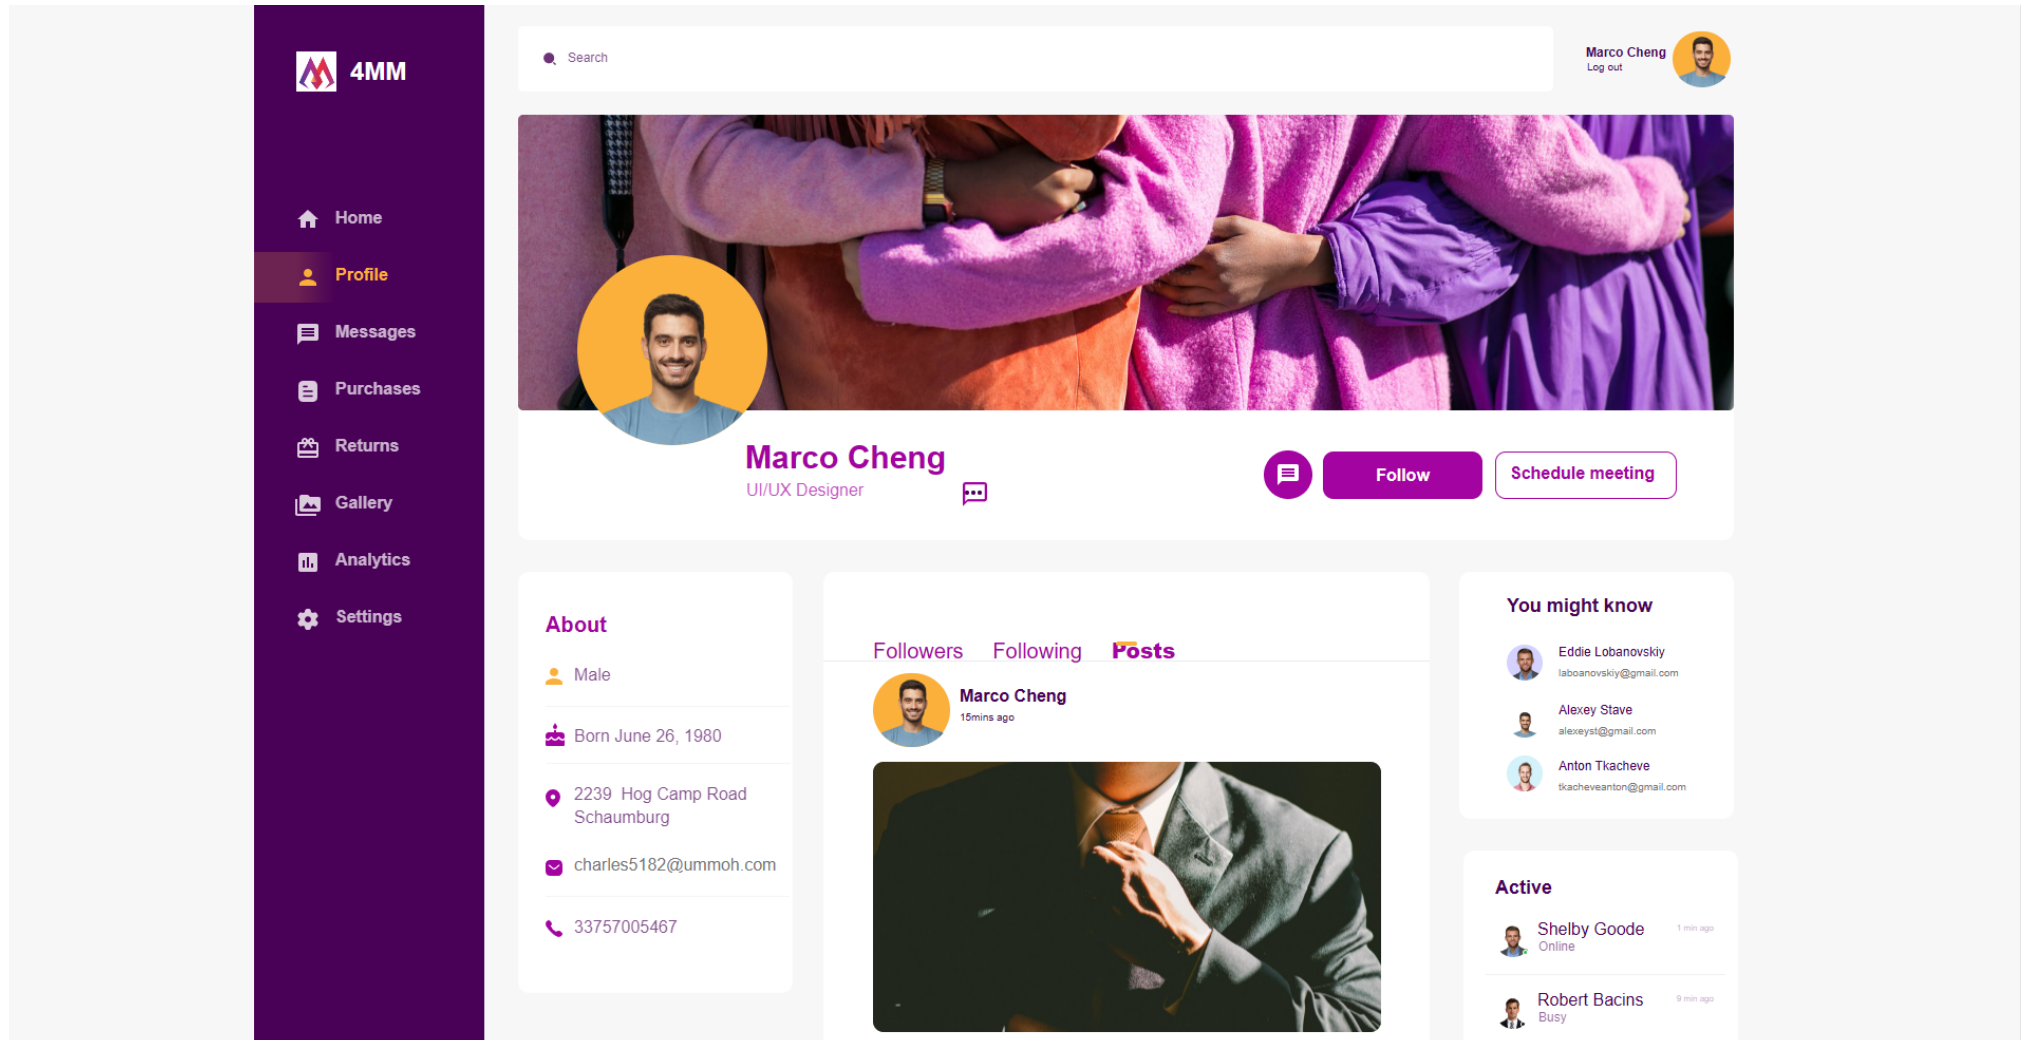 4MM
Home
Profile
Messages
Purchases
Returns
Gallery
Analytics
Settings
Search
Marco Cheng
Log out
Marco Cheng
UI/UX Designer
Follow
Schedule meeting
About
Male
Born June 26, 1980
2239  Hog Camp Road
Schaumburg
charles5182@ummoh.com
33757005467
Followers Following Posts
Marco Cheng
15mins ago
You might know
Eddie Lobanovskiy
laboanovskiy@gmail.com
Alexey Stave
alexeyst@gmail.com
Anton Tkacheve
tkacheveanton@gmail.com
Active
Shelby Goode 1 min ago
Online
Robert Bacins 9 min ago
Busy